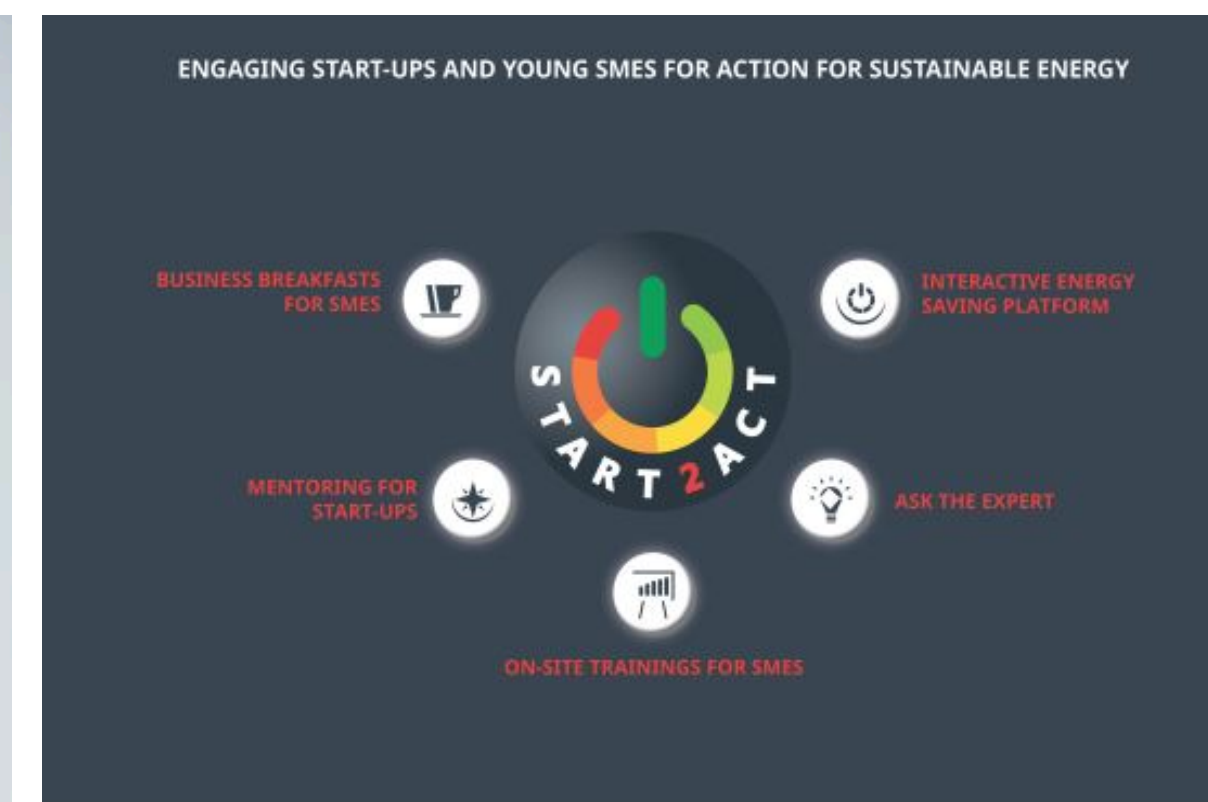 ENGAGING START-UPS AND YOUNG SMES FOR ACTION FOR SUSTAINABLE ENERGY
BUSINESS BREAKFASTS
FOR SMES
INTERACTIVE ENERGY
SAVING PLATFORM
START2ACT
MENTORING FOR
START-UPS
ASK THE EXPERT
ON-SITE TRAININGS FOR SMES